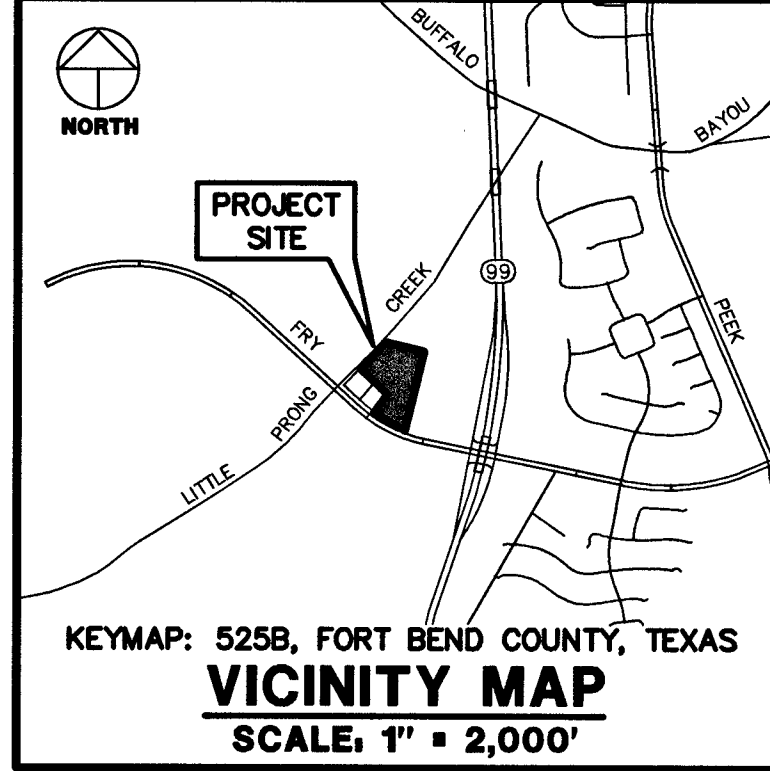 BUFFALO
BAYOU
NORTH
PROJECT
SITE
CREEK
99
FRY
PEEK
PRONG
LITTLE
KEYMAP: 525B, FORT BEND COUNTY, TEXAS
VICINITY MAP
SCALE: 1" = 2,000'